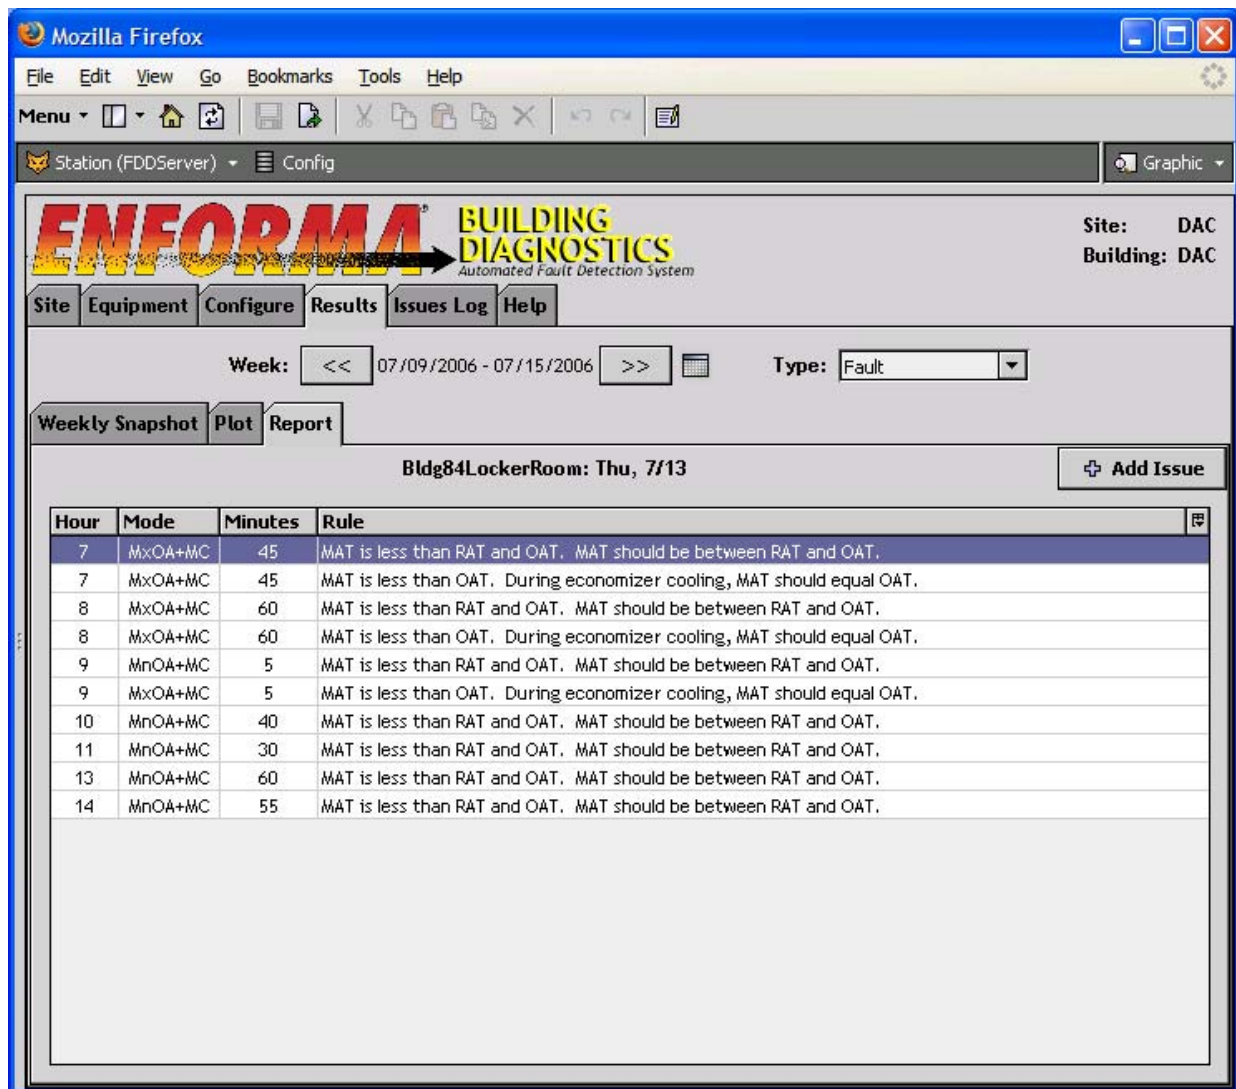 Mozilla Firefox
File Edit View Go Bookmarks Tools Help
Menu
Station (FDDServer) Config Graphic
ENFORMA® BUILDING DIAGNOSTICS
Automated Fault Detection System
Site: DAC
Building: DAC
Site Equipment Configure Results Issues Log Help
Week: << 07/09/2006 - 07/15/2006 >> Type: Fault
Weekly Snapshot Plot Report
Bldg84LockerRoom: Thu, 7/13 Add Issue
Hour Mode Minutes Rule
7 MxOA+MC 45 MAT is less than RAT and OAT. MAT should be between RAT and OAT.
7 MxOA+MC 45 MAT is less than OAT. During economizer cooling, MAT should equal OAT.
8 MxOA+MC 60 MAT is less than RAT and OAT. MAT should be between RAT and OAT.
8 MxOA+MC 60 MAT is less than OAT. During economizer cooling, MAT should equal OAT.
9 MnOA+MC 5 MAT is less than RAT and OAT. MAT should be between RAT and OAT.
9 MxOA+MC 5 MAT is less than OAT. During economizer cooling, MAT should equal OAT.
10 MnOA+MC 40 MAT is less than RAT and OAT. MAT should be between RAT and OAT.
11 MnOA+MC 30 MAT is less than RAT and OAT. MAT should be between RAT and OAT.
13 MnOA+MC 60 MAT is less than RAT and OAT. MAT should be between RAT and OAT.
14 MnOA+MC 55 MAT is less than RAT and OAT. MAT should be between RAT and OAT.